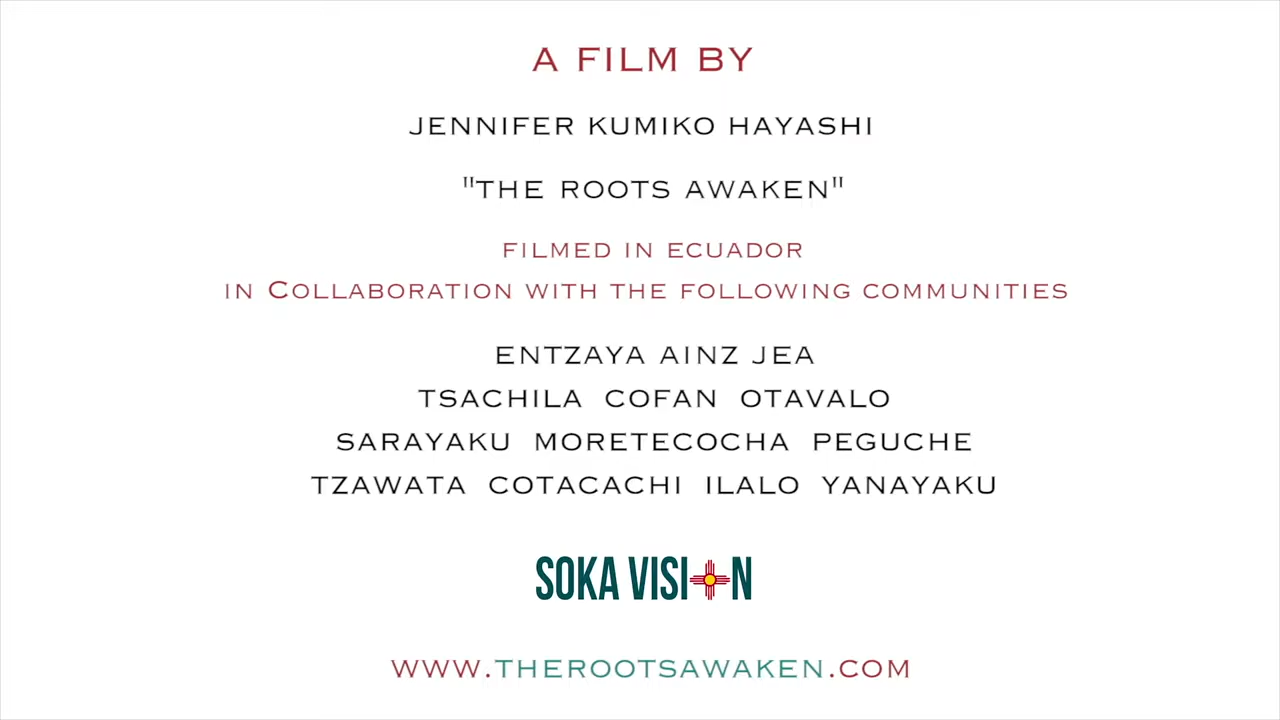 A FILM BY
JENNIFER KUMIKO HAYASHI
"THE ROOTS AWAKEN"
FILMED IN ECUADOR
IN COLLABORATION WITH THE FOLLOWING COMMUNITIES
ENTZAYA AINZ JEA
TSACHILA COFAN OTAVALO
SARAYAKU MORETECOCHA PEGUCHE
TZAWATA COTACACHI ILALO YANAYAKU
SOKA VISION
WWW.THEROOTSAWAKEN.COM